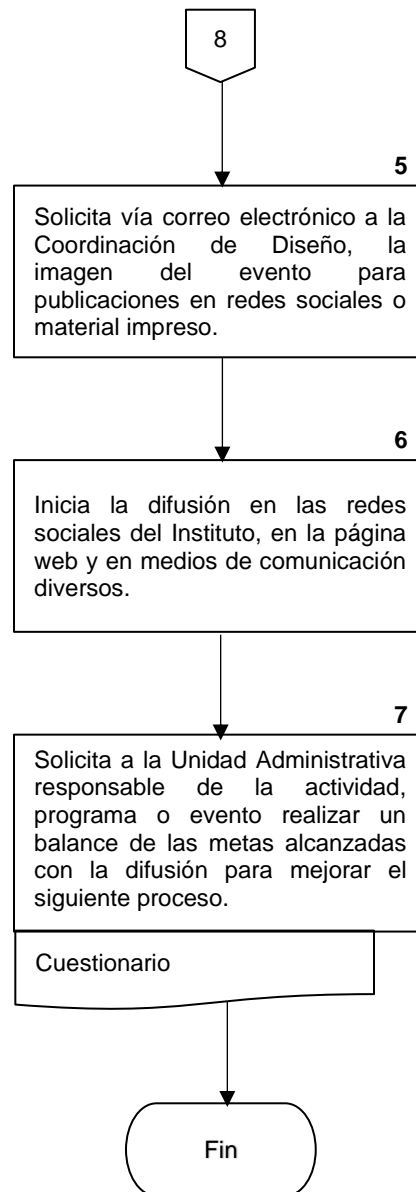 8
5
Solicita vía correo electrónico a la
Coordinación de Diseño, la
imagen del evento para
publicaciones en redes sociales o
material impreso.
6
Inicia la difusión en las redes
sociales del Instituto, en la página
web y en medios de comunicación
diversos.
7
Solicita a la Unidad Administrativa
responsable de la actividad,
programa o evento realizar un
balance de las metas alcanzadas
con la difusión para mejorar el
siguiente proceso.
Cuestionario
Fin